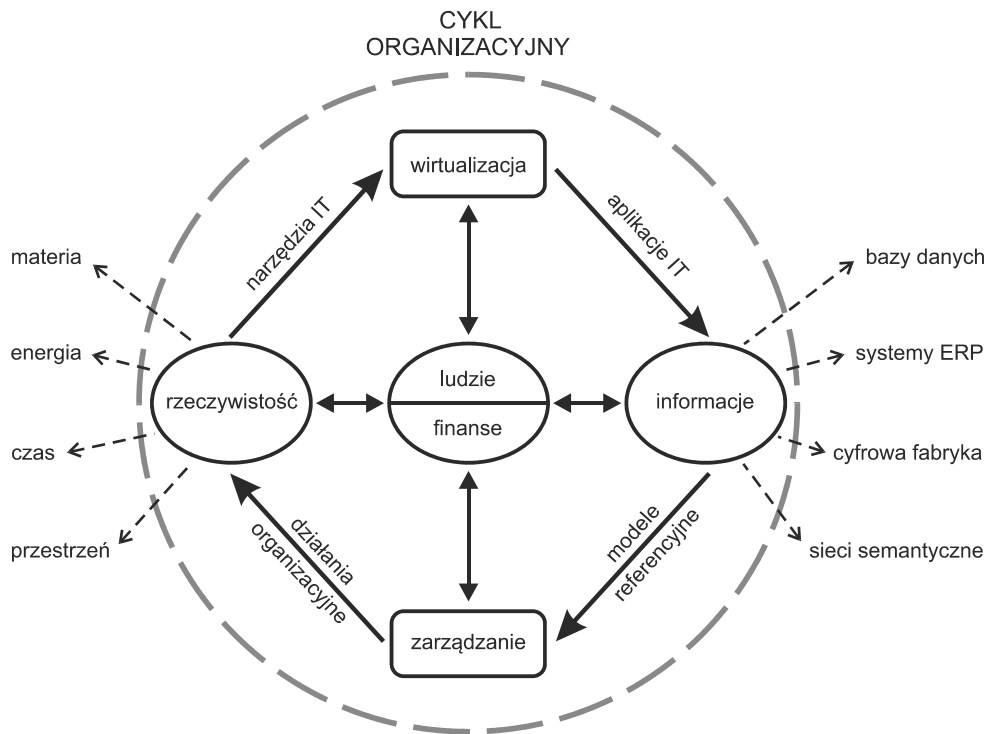 CYKL
ORGANIZACYJNY
wirtualizacja
narzędzia IT
aplikacje IT
materia
bazy danych
energia
systemy ERP
rzeczywistość
ludzie
finanse
informacje
czas
cyfrowa fabryka
przestrzeń
sieci semantyczne
działania
organizacyjne
modele
referencyjne
zarządzanie